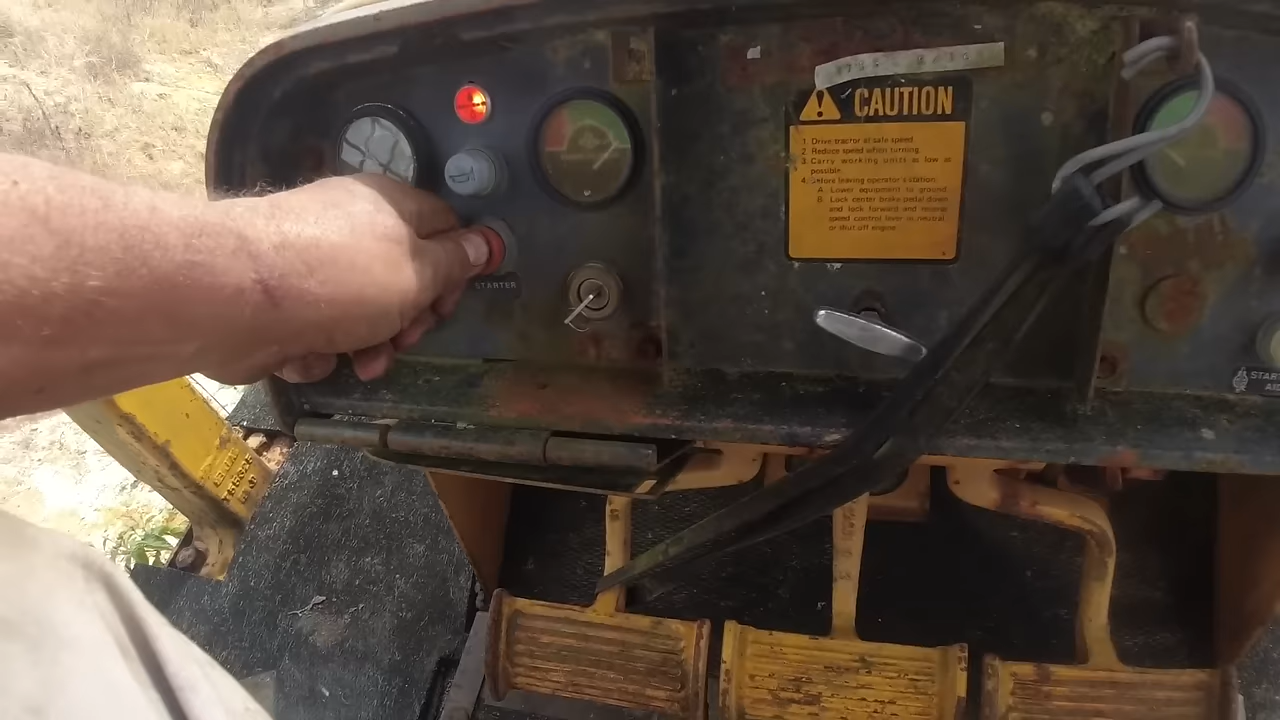 CAUTION
1. Drive tractor at safe speed
2. Reduce speed when turning
3. Carry working units as low as
possible.
4. Before leaving operator's station:
A. Lower equipment to ground.
B. Lock center brake pedal down
and lock forward and reverse
speed control lever in neutral
or shut off engine.
STARTER
START